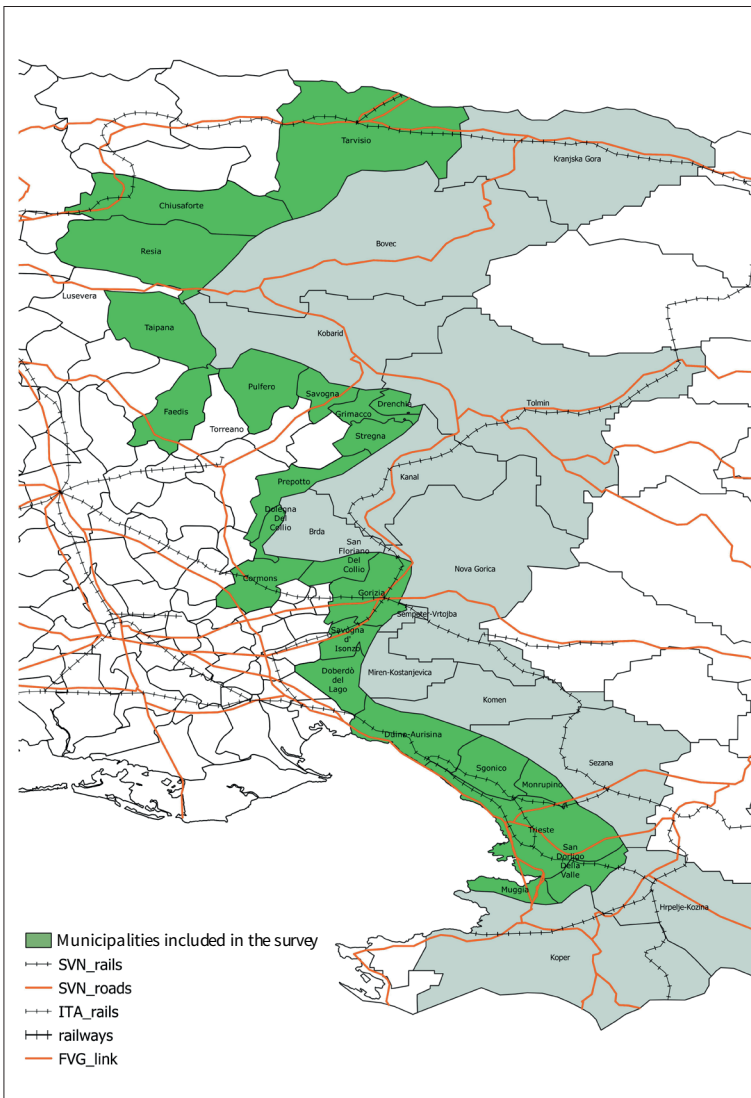 Tarvisio
Kranjska Gora
Chiusaforte
Bovec
Resia
Lusevera
Taipana
Kobarid
Pulfero
Savogna
Drenchia
Tolmin
Faedis
Grimacco
Torreano
Stregna
Prepotto
Kanal
Dolegna
Del
Collio
Brda
San
Floriano
Del
Collio
Nova Gorica
Cormons
Gorizia
Sempeter-Vrtojba
Savogna
d'
Isonzo
Doberdò
del
Lago
Miren-Kostanjevica
Komen
Duino-Aurisina
Sgonico
Sezana
Monrupino
Trieste
San
Dorligo
Della
Valle
Muggia
Hrpelje-Kozina
Koper
Municipalities included in the survey
SVN_rails
SVN_roads
ITA_rails
railways
FVG_link